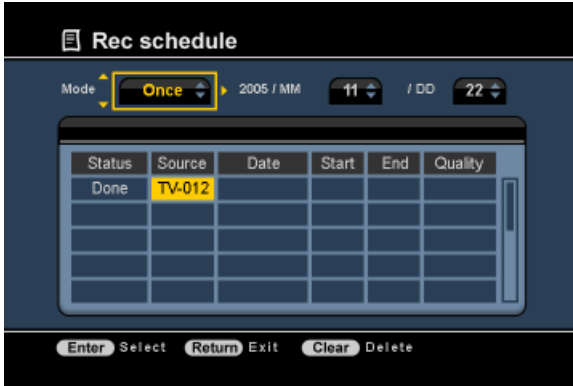 Rec schedule
Mode Once 2005 / MM 11 / DD 22
Status Source Date Start End Quality
Done TV-012
Enter Select Return Exit Clear Delete